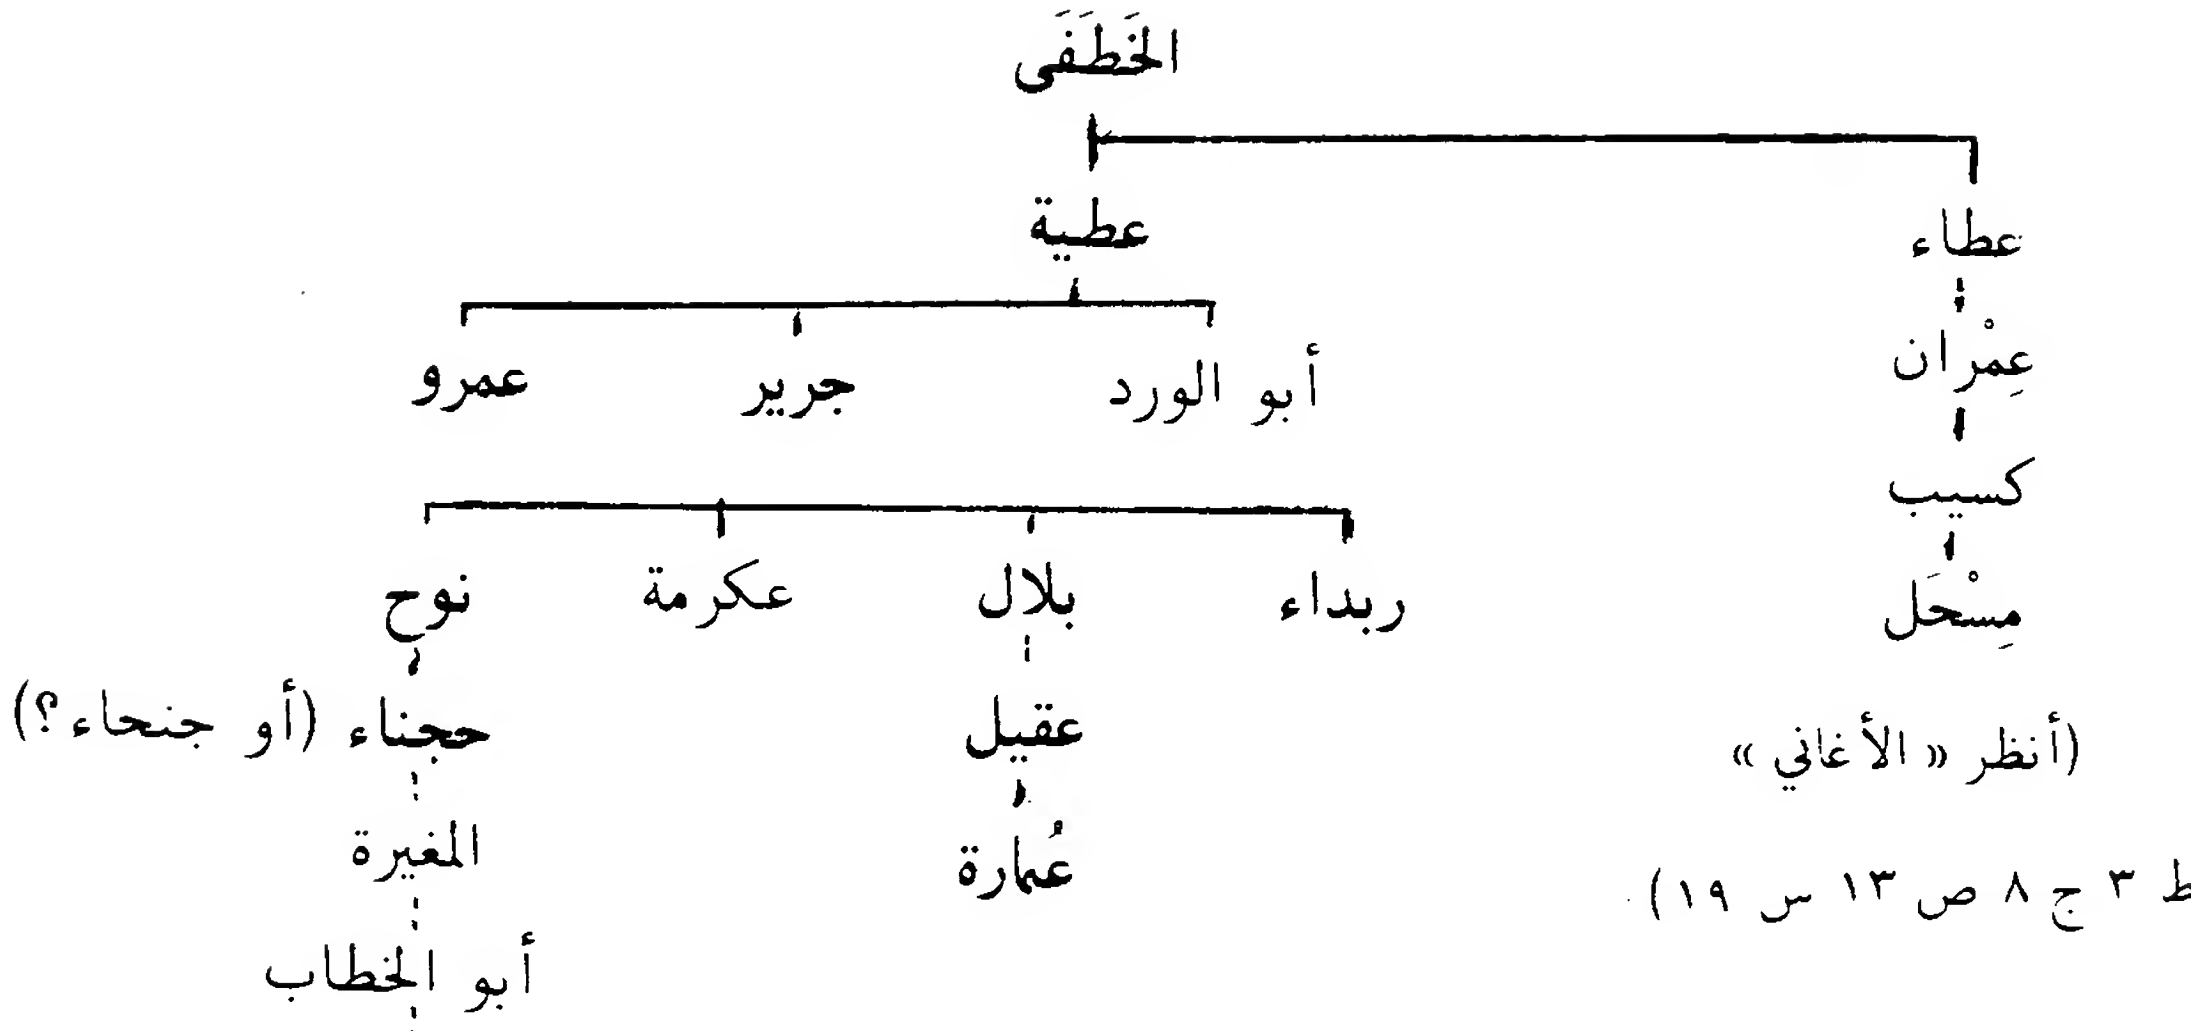 الخَطَفَى
عطاء عطية
عِمْران
أبو الورد جرير عمرو
كسيب
مِسْحَل ربداء بلال عكرمة نوح
(أنظر « الأغاني » عقيل حجناء (أو جنحاء؟)
ط ٣ ج ٨ ص ١٣ س ١٩) عُمارة المغيرة
أبو الخطاب